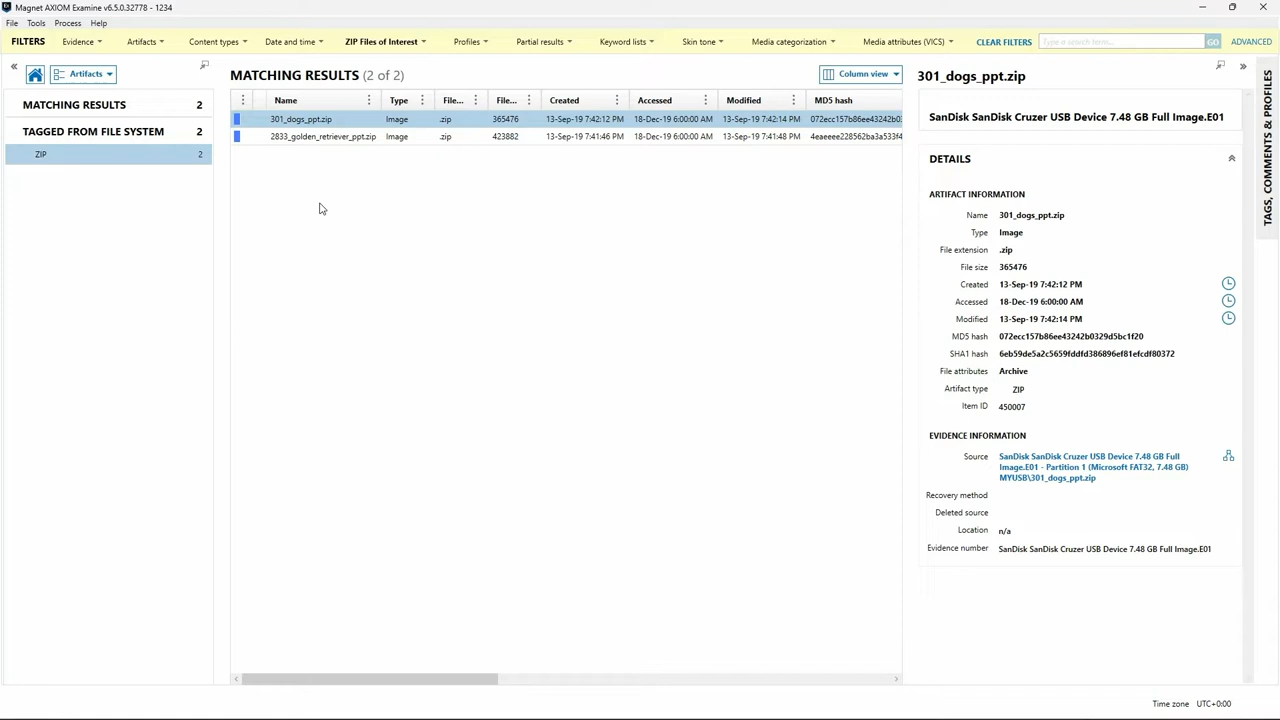 Magnet AXIOM Examine v6.5.0.32778 - 1234
File Tools Process Help
FILTERS Evidence Artifacts Content types Date and time ZIP Files of Interest Profiles Partial results Keyword lists Skin tone Media categorization Media attributes (VICS) CLEAR FILTERS Type a search term... GO ADVANCED
Artifacts
MATCHING RESULTS 2
TAGGED FROM FILE SYSTEM 2
ZIP 2
MATCHING RESULTS (2 of 2) Column view
Name Type File... File... Created Accessed Modified MD5 hash
301_dogs_ppt.zip Image .zip 365476 13-Sep-19 7:42:12 PM 18-Dec-19 6:00:00 AM 13-Sep-19 7:42:14 PM 072ecc157b86ee43242b0
2833_golden_retriever_ppt.zip Image .zip 423882 13-Sep-19 7:41:46 PM 18-Dec-19 6:00:00 AM 13-Sep-19 7:41:48 PM 4eaeeee228562ba3a533f4
301_dogs_ppt.zip
SanDisk SanDisk Cruzer USB Device 7.48 GB Full Image.E01
DETAILS
ARTIFACT INFORMATION
Name 301_dogs_ppt.zip
Type Image
File extension .zip
File size 365476
Created 13-Sep-19 7:42:12 PM
Accessed 18-Dec-19 6:00:00 AM
Modified 13-Sep-19 7:42:14 PM
MD5 hash 072ecc157b86ee43242b0329d5bc1f20
SHA1 hash 6eb59de5a2c5659fddfd386896ef81efcdf80372
File attributes Archive
Artifact type ZIP
Item ID 450007
EVIDENCE INFORMATION
Source SanDisk SanDisk Cruzer USB Device 7.48 GB Full
Image.E01 - Partition 1 (Microsoft FAT32, 7.48 GB)
MYUSB\301_dogs_ppt.zip
Recovery method
Deleted source
Location n/a
Evidence number SanDisk SanDisk Cruzer USB Device 7.48 GB Full Image.E01
TAGS, COMMENTS & PROFILES
Time zone UTC+0:00